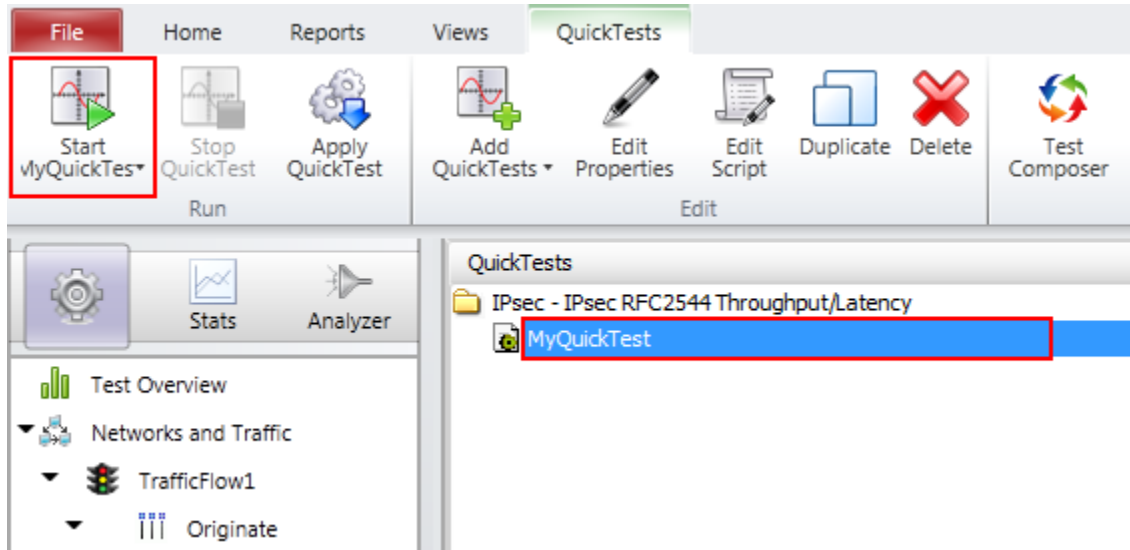 File Home Reports Views QuickTests
Start Stop Apply Add Edit Edit Duplicate Delete Test
MyQuickTes QuickTest QuickTest QuickTests Properties Script Composer
Run Edit
QuickTests
Stats Analyzer
IPsec - IPsec RFC2544 Throughput/Latency
MyQuickTest
Test Overview
Networks and Traffic
TrafficFlow1
Originate